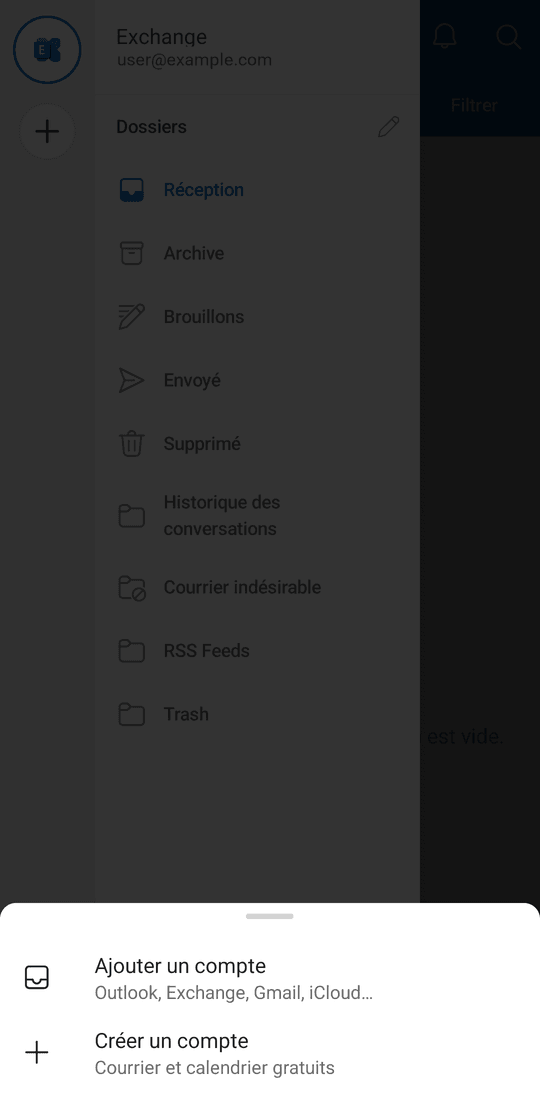 Exchange
user@example.com
Filtrer
Dossiers
Réception
Archive
Brouillons
Envoyé
Supprimé
Historique des
conversations
Courrier indésirable
RSS Feeds
Trash
est vide.
Ajouter un compte
Outlook, Exchange, Gmail, iCloud...
Créer un compte
Courrier et calendrier gratuits